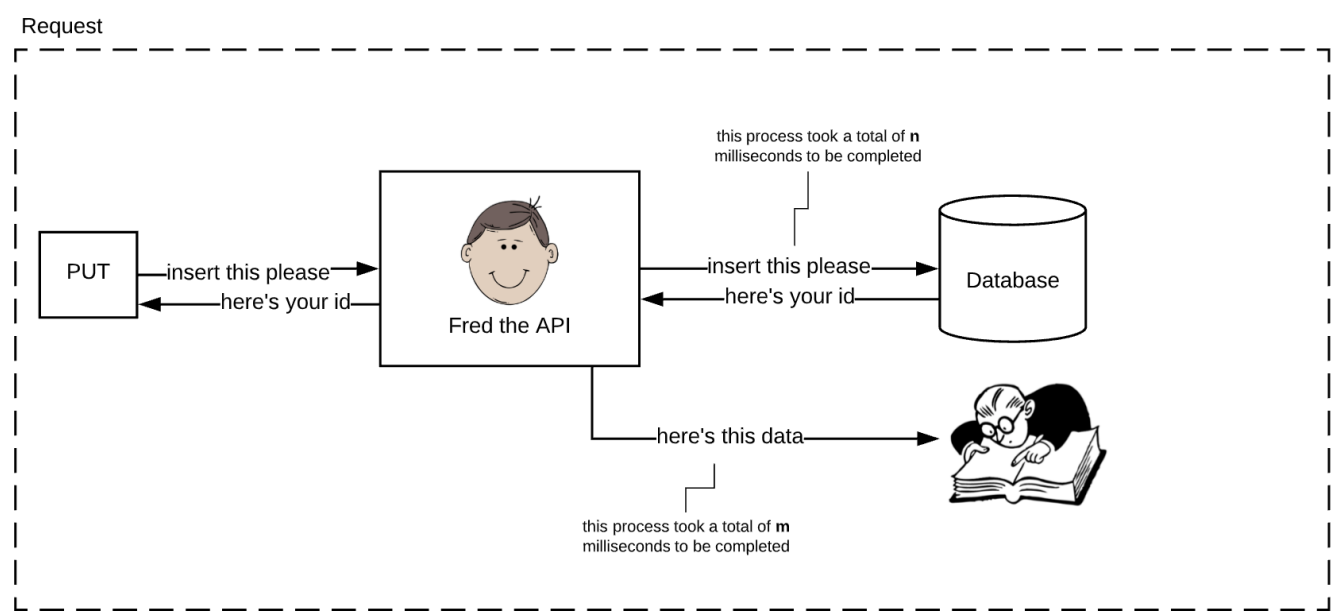 Request
this process took a total of n
milliseconds to be completed
PUT
insert this please
here's your id
Fred the API
insert this please
here's your id
Database
here's this data
this process took a total of m
milliseconds to be completed